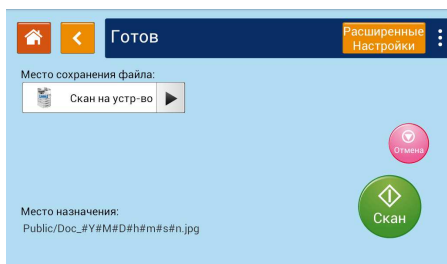 Готов
Расширенные
Настройки
Место сохранения файла:
Скан на устр-во
Отмена
Скан
Место назначения:
Public/Doc_#Y#M#D#h#m#s#n.jpg